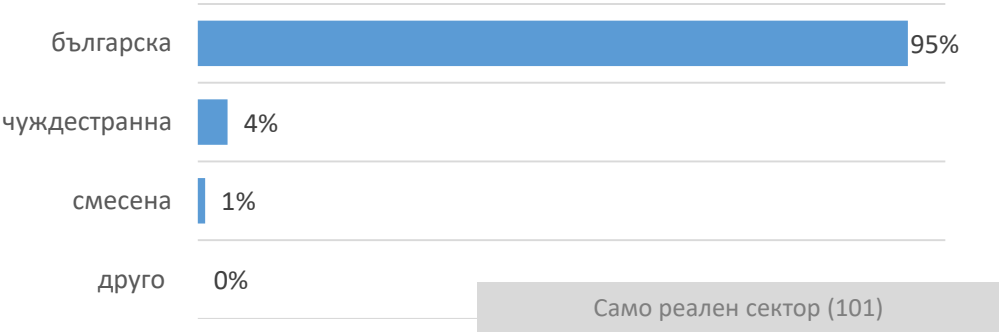 българска 95%
чуждестранна 4%
смесена 1%
друго 0%
Само реален сектор (101)